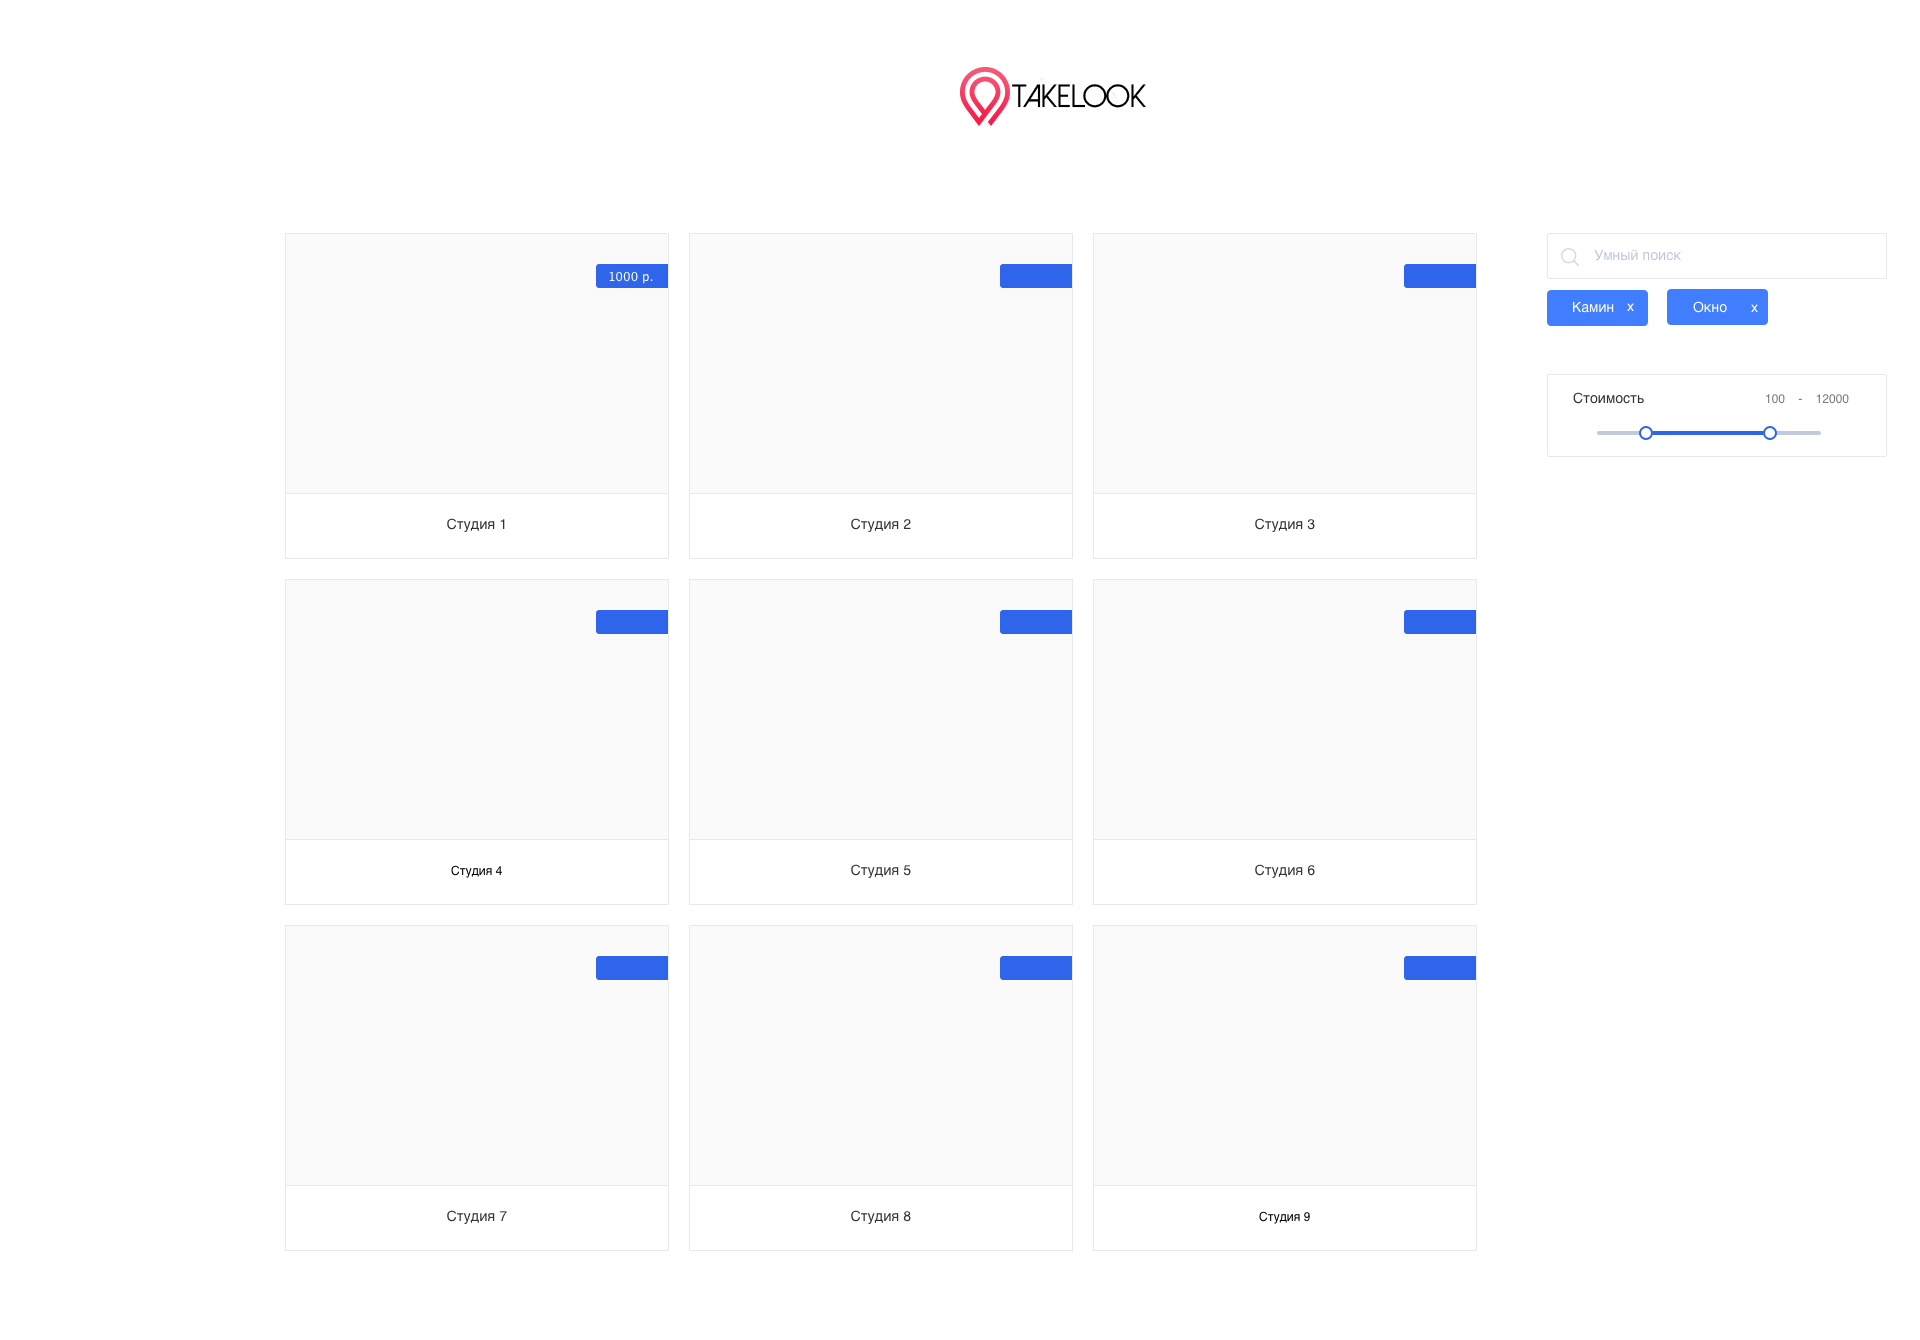 TAKELOOK
1000 р.
Умный поиск
Камин x
Окно x
Стоимость 100 - 12000
Студия 1
Студия 2
Студия 3
Студия 4
Студия 5
Студия 6
Студия 7
Студия 8
Студия 9